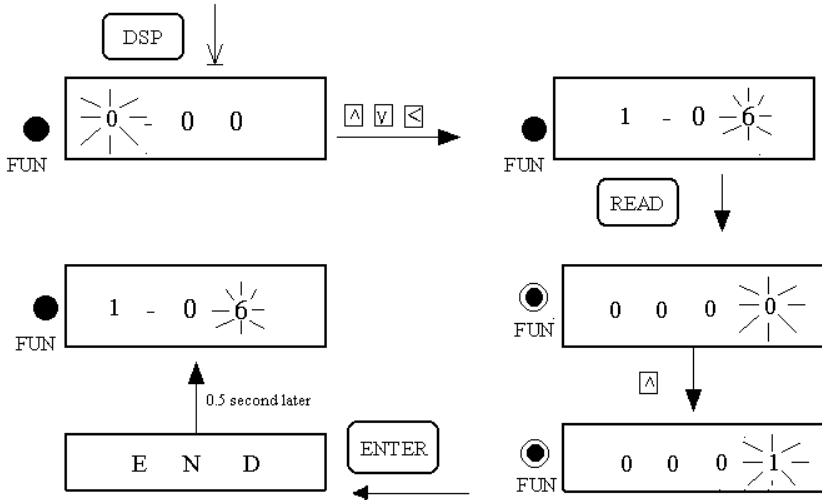 DSP
0 - 0 0
FUN
^ v <
1 - 0 6
FUN
READ
0 0 0 0
FUN
^
0 0 0 1
FUN
ENTER
E N D
0.5 second later
1 - 0 6
FUN